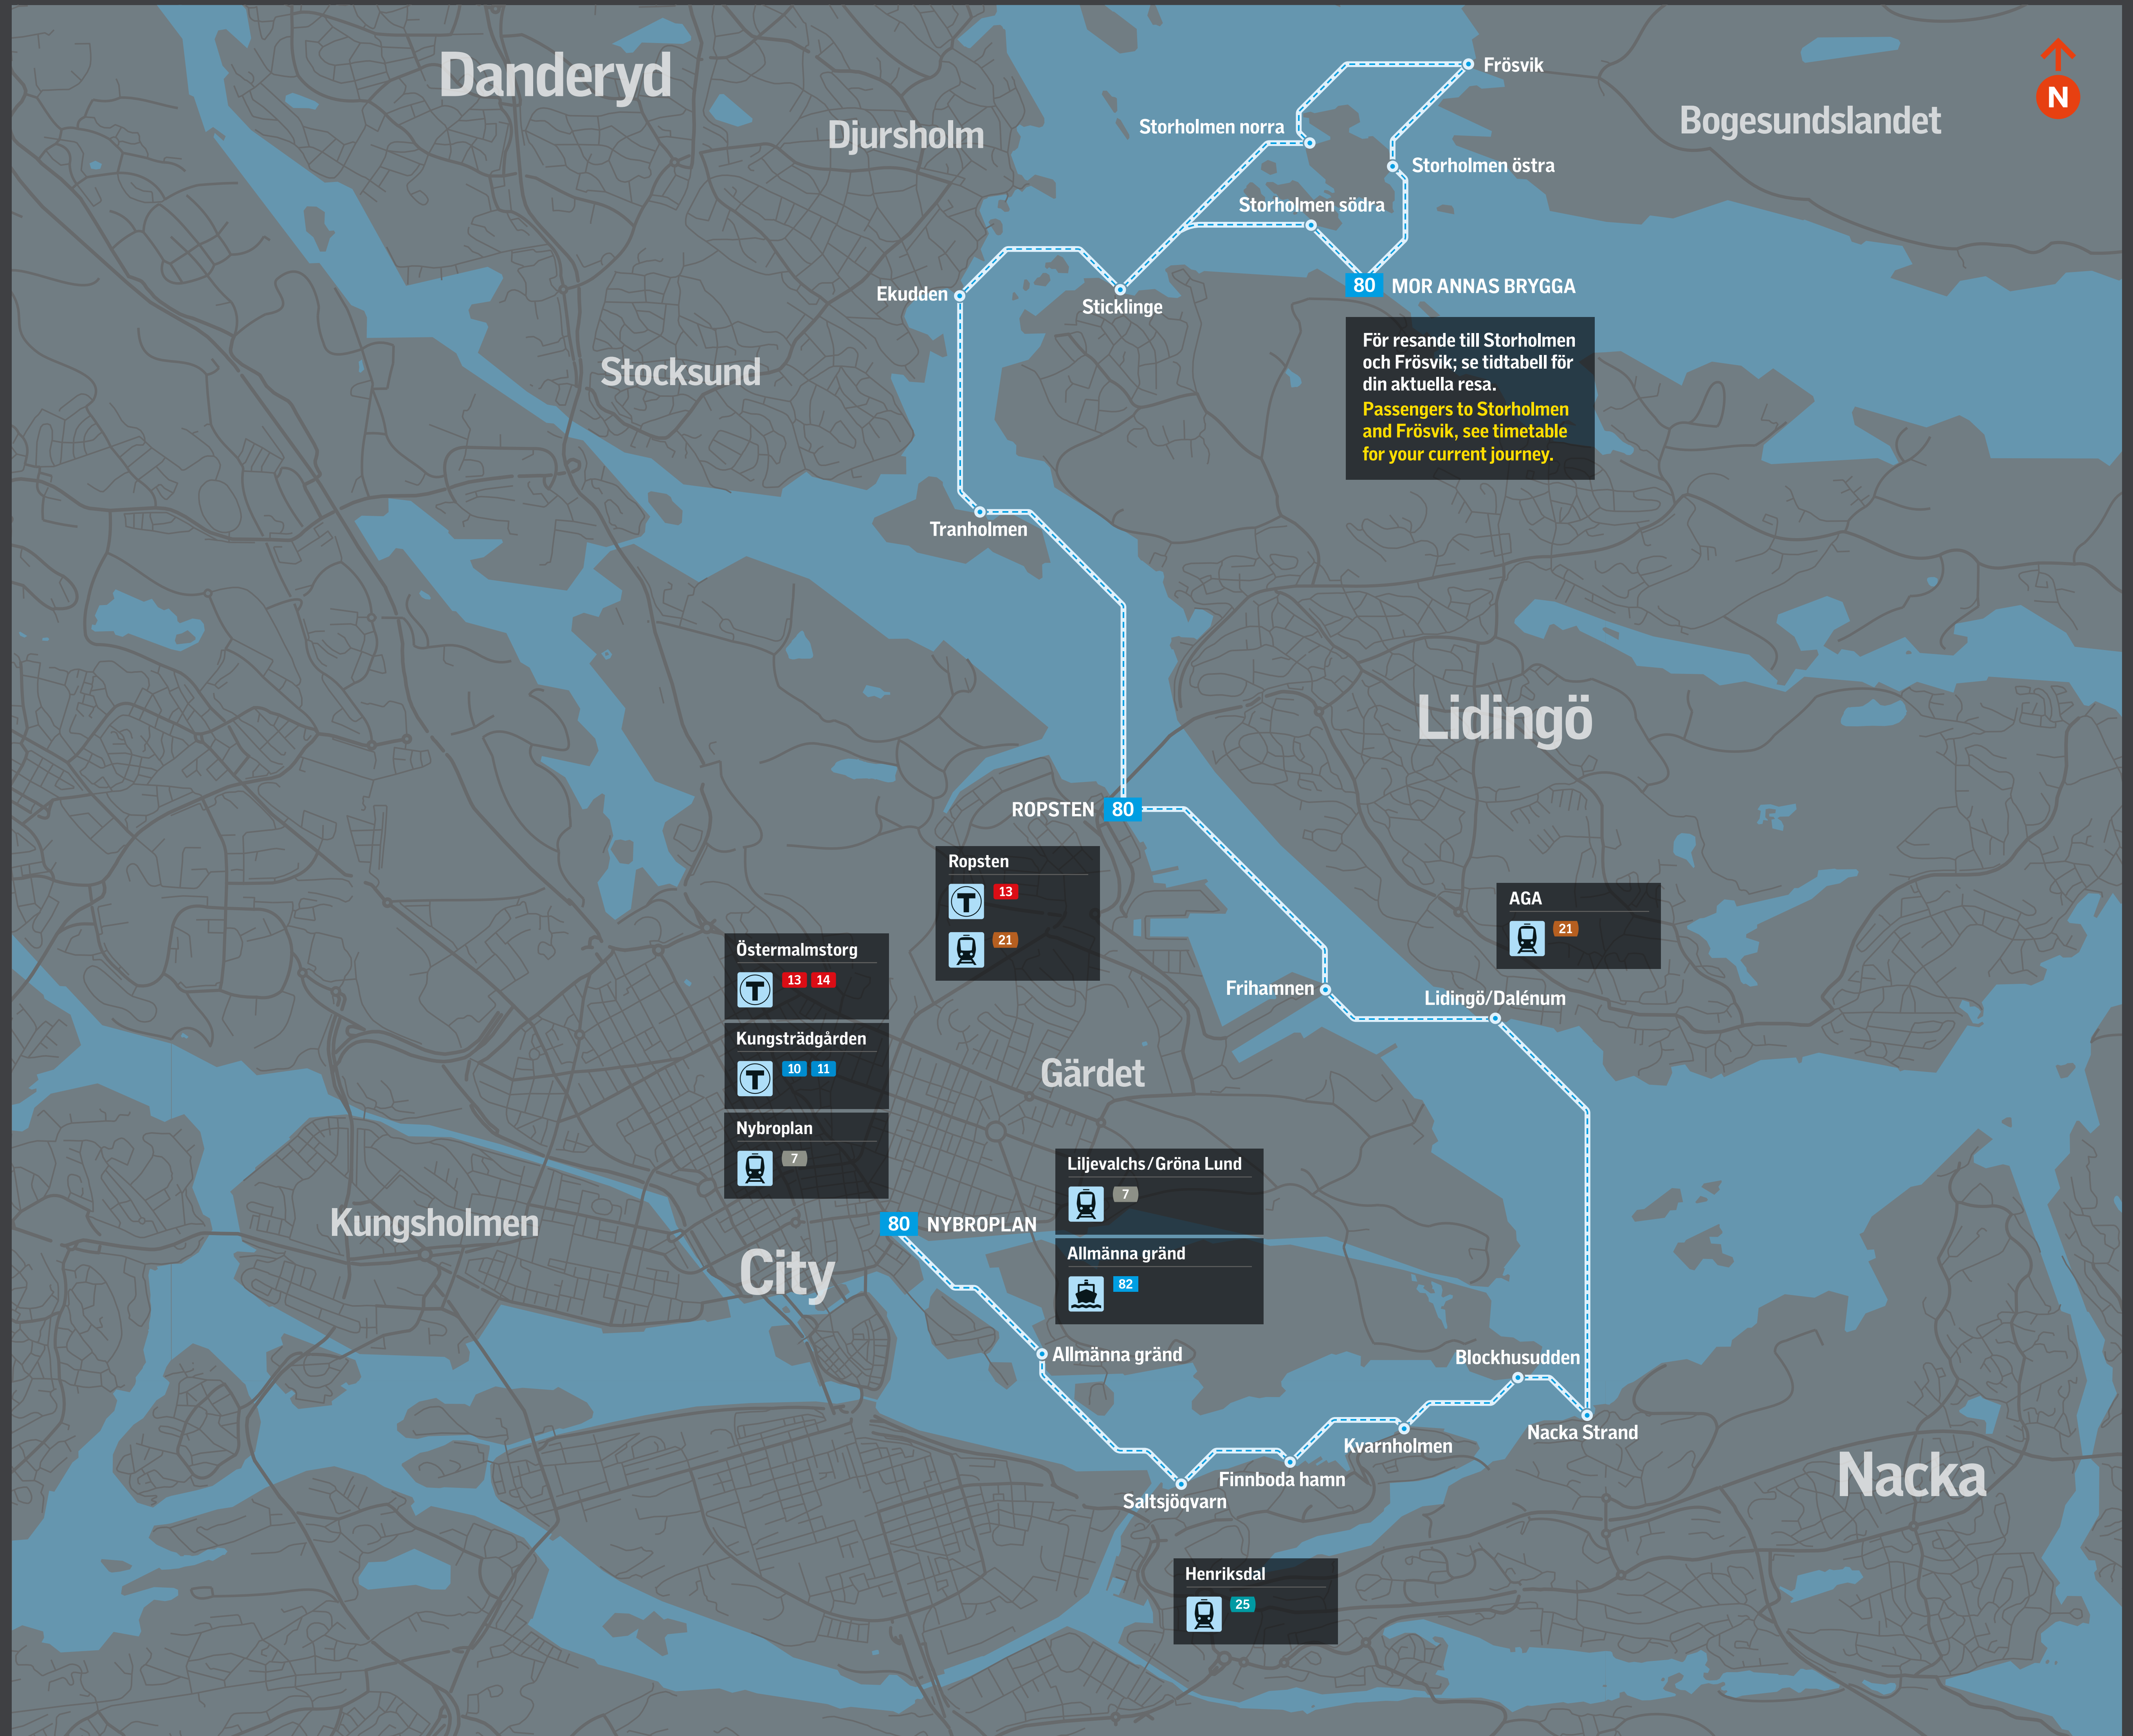 Danderyd
Djursholm
Frösvik
Bogesundslandet
N
Storholmen norra
Storholmen östra
Storholmen södra
Ekudden
Sticklinge
80 MOR ANNAS BRYGGA
För resande till Storholmen
och Frösvik; se tidtabell för
din aktuella resa.
Passengers to Storholmen
and Frösvik, see timetable
for your current journey.
Stocksund
Tranholmen
Lidingö
ROPSTEN 80
Ropsten
T 13
21
AGA
21
Östermalmstorg
T 13 14
Kungsträdgården
T 10 11
Nybroplan
7
Frihamnen
Lidingö/Dalénum
Gärdet
Liljevalchs/Gröna Lund
7
Allmänna gränd
82
Kungsholmen
80 NYBROPLAN
City
Allmänna gränd
Blockhusudden
Nacka Strand
Kvarnholmen
Finnboda hamn
Saltsjöqvarn
Nacka
Henriksdal
25